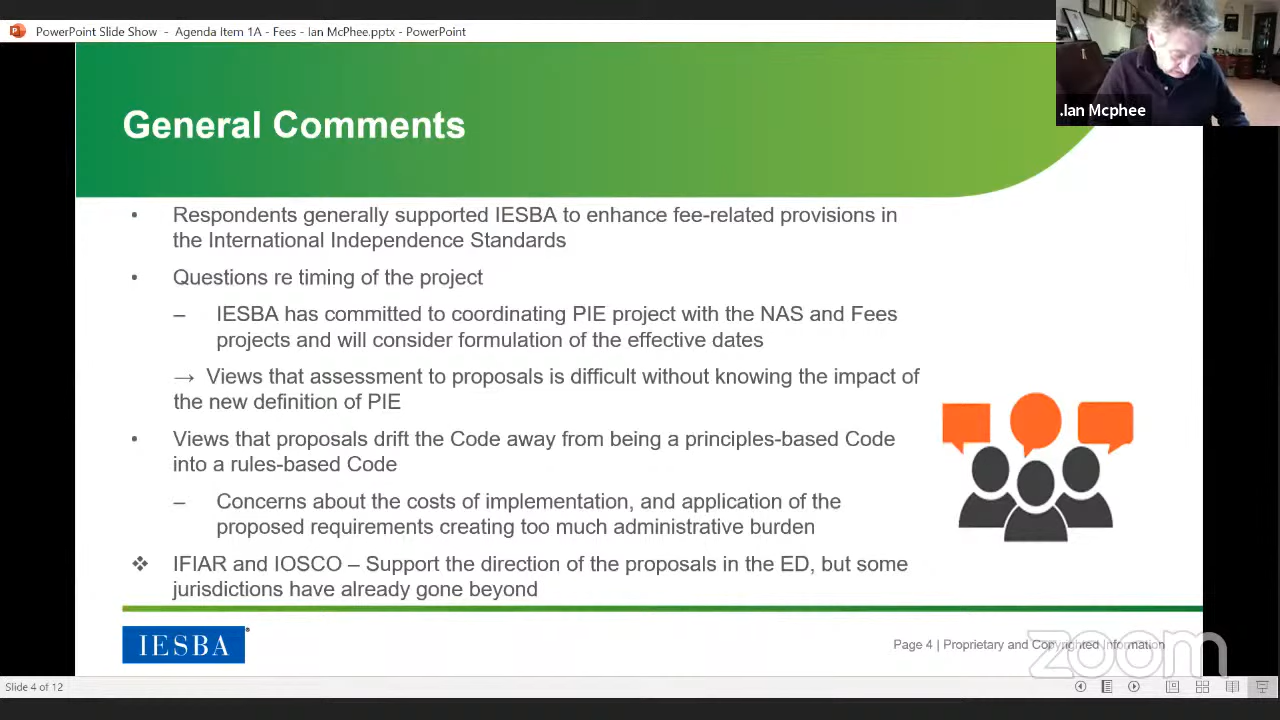 PowerPoint Slide Show - Agenda Item 1A - Fees - Ian McPhee.pptx - PowerPoint
.Ian Mcphee
General Comments
• Respondents generally supported IESBA to enhance fee-related provisions in
the International Independence Standards
• Questions re timing of the project
– IESBA has committed to coordinating PIE project with the NAS and Fees
projects and will consider formulation of the effective dates
→ Views that assessment to proposals is difficult without knowing the impact of
the new definition of PIE
• Views that proposals drift the Code away from being a principles-based Code
into a rules-based Code
– Concerns about the costs of implementation, and application of the
proposed requirements creating too much administrative burden
❖ IFIAR and IOSCO – Support the direction of the proposals in the ED, but some
jurisdictions have already gone beyond
IESBA
Page 4 | Proprietary and Copyrighted Information
zoom
Slide 4 of 12